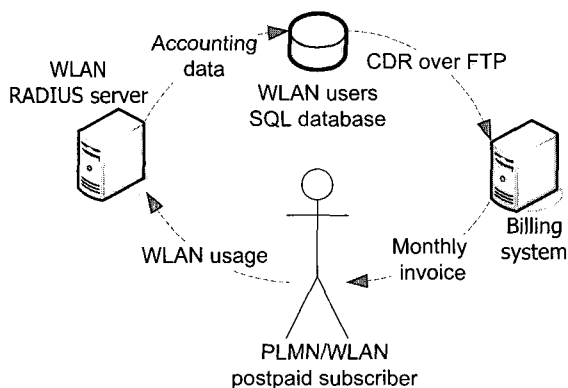 Accounting
data
WLAN
RADIUS server
WLAN users
SQL database
CDR over FTP
Billing
system
Monthly
invoice
WLAN usage
PLMN/WLAN
postpaid subscriber